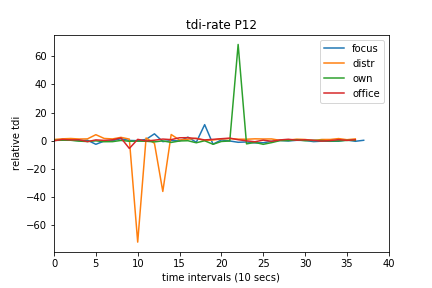 tdi-rate P12
focus
distr
own
office
relative tdi
60
40
20
0
−20
−40
−60
0 5 10 15 20 25 30 35 40
time intervals (10 secs)